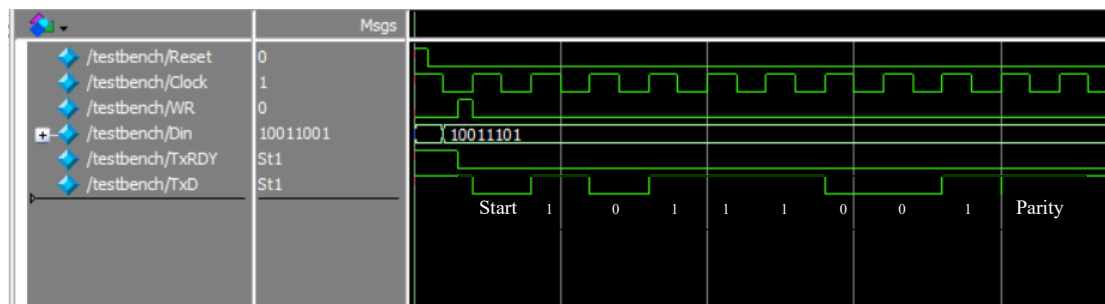 Msgs
/testbench/Reset 0
/testbench/Clock 1
/testbench/WR 0
/testbench/Din 10011001 10011101
/testbench/TxRDY St1
/testbench/TxD St1
Start 1 0 1 1 1 0 0 1 Parity